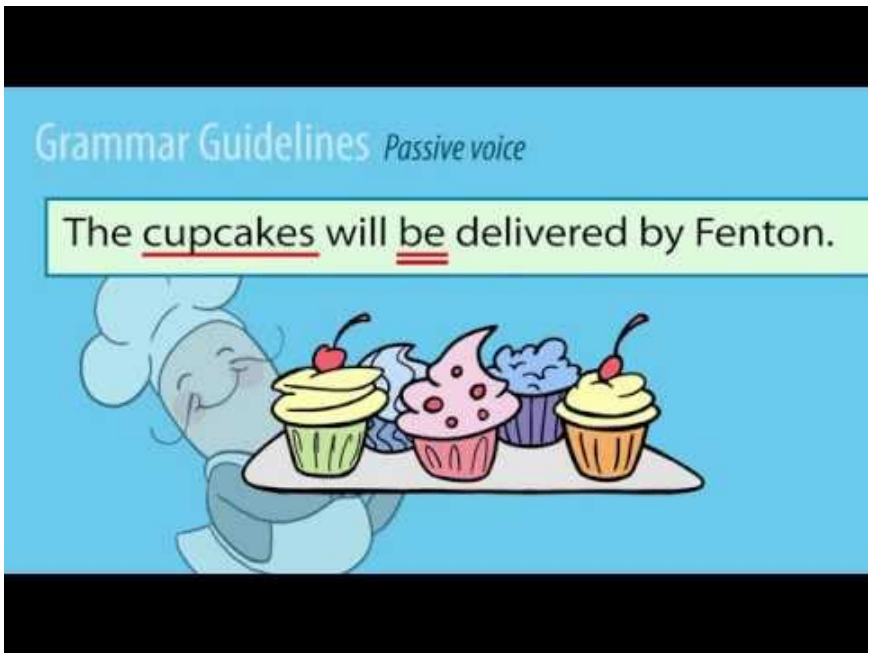 Grammar Guidelines Passive voice
The cupcakes will be delivered by Fenton.